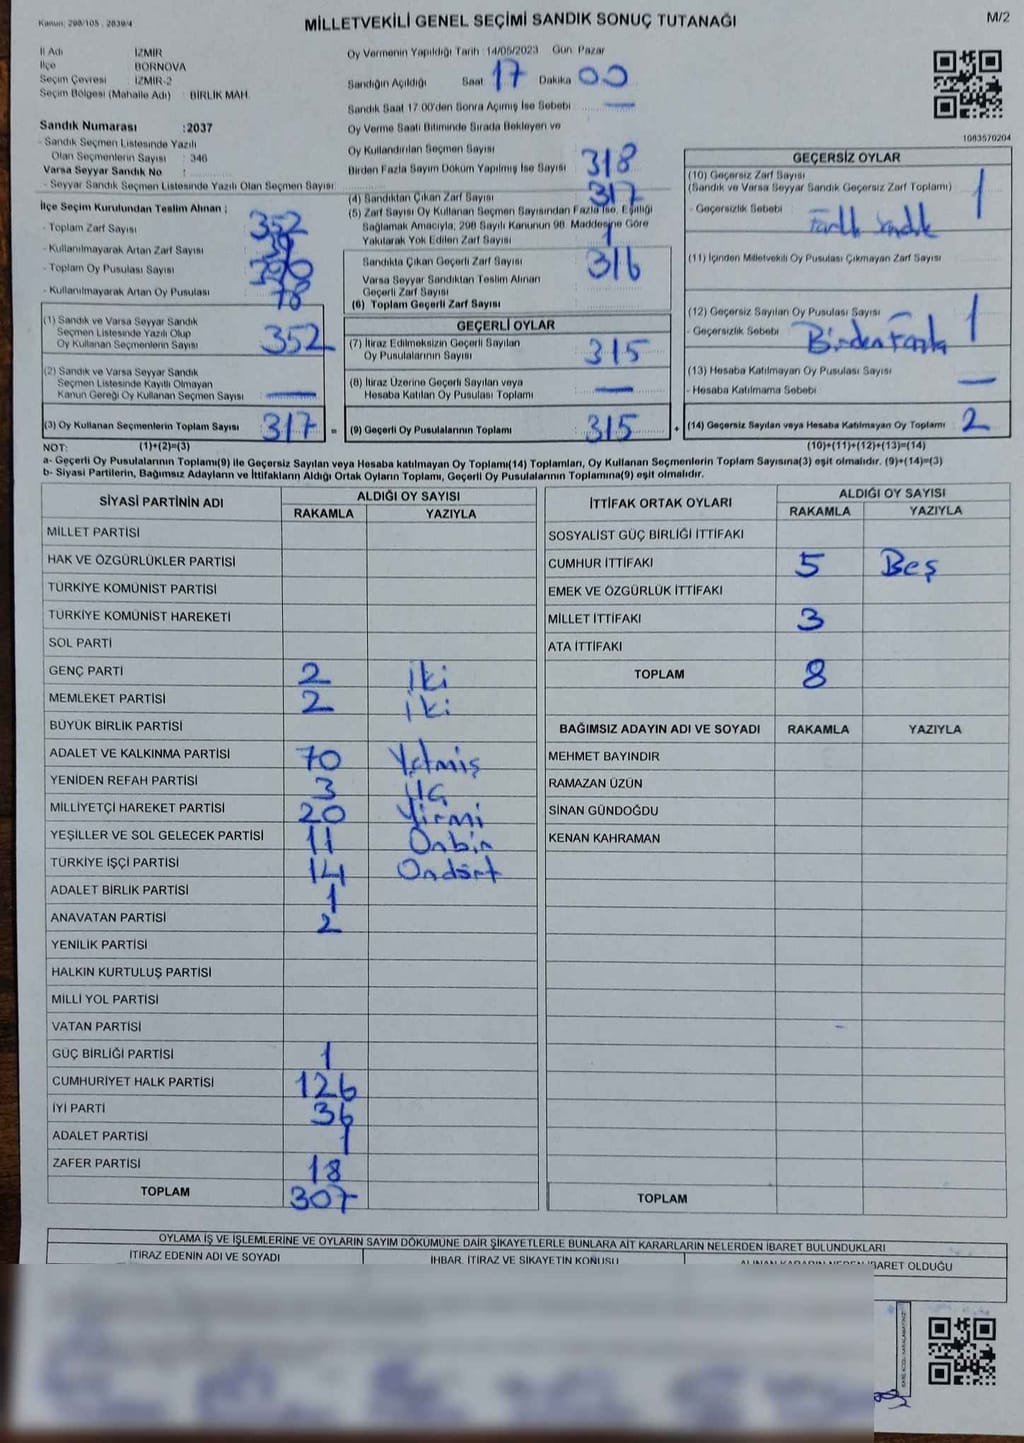 Kanun: 298/105 . 2839/4
MİLLETVEKİLİ GENEL SEÇİMİ SANDIK SONUÇ TUTANAĞI
M/2
İl Adı İZMİR
İlçe BORNOVA
Seçim Çevresi İZMİR-2
Seçim Bölgesi (Mahalle Adı) : BİRLİK MAH.
Oy Vermenin Yapıldığı Tarih :14/05/2023 Gün Pazar
Sandığın Açıldığı Saat 17 Dakika 00
Sandık Saat 17.00'den Sonra Açılmış İse Sebebi —
Sandık Numarası :2037
- Sandık Seçmen Listesinde Yazılı
Olan Seçmenlerin Sayısı : 346
Varsa Seyyar Sandık No :
- Seyyar Sandık Seçmen Listesinde Yazılı Olan Seçmen Sayısı
Oy Verme Saati Bitiminde Sırada Bekleyen ve
Oy Kullandırılan Seçmen Sayısı
Birden Fazla Sayım Döküm Yapılmış İse Sayısı 318
1083570204
İlçe Seçim Kurulundan Teslim Alınan ;
- Toplam Zarf Sayısı 352
- Kullanılmayarak Artan Zarf Sayısı
- Toplam Oy Pusulası Sayısı 390
- Kullanılmayarak Artan Oy Pusulası 78
(4) Sandıktan Çıkan Zarf Sayısı 317
(5) Zarf Sayısı Oy Kullanan Seçmen Sayısından Fazla İse, Eşitliği
Sağlamak Amacıyla, 298 Sayılı Kanunun 98. Maddesine Göre
Yakılarak Yok Edilen Zarf Sayısı 1
Sandıkta Çıkan Geçerli Zarf Sayısı 316
Varsa Seyyar Sandıktan Teslim Alınan
Geçerli Zarf Sayısı
(6) Toplam Geçerli Zarf Sayısı
GEÇERSİZ OYLAR
(10) Geçersiz Zarf Sayısı
(Sandık ve Varsa Seyyar Sandık Geçersiz Zarf Toplamı) 1
- Geçersizlik Sebebi Farklı Sandık
(11) İçinden Milletvekili Oy Pusulası Çıkmayan Zarf Sayısı
(12) Geçersiz Sayılan Oy Pusulası Sayısı — 1
- Geçersizlik Sebebi Birden Fazla
(13) Hesaba Katılmayan Oy Pusulası Sayısı —
- Hesaba Katılmama Sebebi
(14) Geçersiz Sayılan veya Hesaba Katılmayan Oy Toplamı 2
(10)+(11)+(12)+(13)=(14)
(1) Sandık ve Varsa Seyyar Sandık
Seçmen Listesinde Yazılı Olup
Oy Kullanan Seçmenlerin Sayısı 352
(2) Sandık ve Varsa Seyyar Sandık
Seçmen Listesinde Kayıtlı Olmayan
Kanun Gereği Oy Kullanan Seçmen Sayısı —
(3) Oy Kullanan Seçmenlerin Toplam Sayısı 317 =
GEÇERLİ OYLAR
(7) İtiraz Edilmeksizin Geçerli Sayılan
Oy Pusulalarının Sayısı 315
(8) İtiraz Üzerine Geçerli Sayılan veya
Hesaba Katılan Oy Pusulası Toplamı —
(9) Geçerli Oy Pusulalarının Toplamı 315 +
NOT: (1)+(2)=(3)
a- Geçerli Oy Pusulalarının Toplamı(9) ile Geçersiz Sayılan veya Hesaba katılmayan Oy Toplamı(14) Toplamları, Oy Kullanan Seçmenlerin Toplam Sayısına(3) eşit olmalıdır. (9)+(14)=(3)
b- Siyasi Partilerin, Bağımsız Adayların ve İttifakların Aldığı Ortak Oyların Toplamı, Geçerli Oy Pusulalarının Toplamına(9) eşit olmalıdır.
SİYASİ PARTİNİN ADI ALDIĞI OY SAYISI
RAKAMLA YAZIYLA
MİLLET PARTİSİ
HAK VE ÖZGÜRLÜKLER PARTİSİ
TÜRKİYE KOMÜNİST PARTİSİ
TÜRKİYE KOMÜNİST HAREKETİ
SOL PARTİ
GENÇ PARTİ 2 iki
MEMLEKET PARTİSİ 2 iki
BÜYÜK BİRLİK PARTİSİ
ADALET VE KALKINMA PARTİSİ 70 Yetmiş
YENİDEN REFAH PARTİSİ 3 üç
MİLLİYETÇİ HAREKET PARTİSİ 20 Yirmi
YEŞİLLER VE SOL GELECEK PARTİSİ 11 Onbir
TÜRKİYE İŞÇİ PARTİSİ 14 Ondört
ADALET BİRLİK PARTİSİ 1
ANAVATAN PARTİSİ 2
YENİLİK PARTİSİ
HALKIN KURTULUŞ PARTİSİ
MİLLİ YOL PARTİSİ
VATAN PARTİSİ
GÜÇ BİRLİĞİ PARTİSİ 1
CUMHURİYET HALK PARTİSİ 126
İYİ PARTİ 36
ADALET PARTİSİ 1
ZAFER PARTİSİ 18
TOPLAM 307
İTTİFAK ORTAK OYLARI ALDIĞI OY SAYISI
RAKAMLA YAZIYLA
SOSYALİST GÜÇ BİRLİĞİ İTTİFAKI
CUMHUR İTTİFAKI 5 Beş
EMEK VE ÖZGÜRLÜK İTTİFAKI
MİLLET İTTİFAKI 3
ATA İTTİFAKI
TOPLAM 8
BAĞIMSIZ ADAYIN ADI VE SOYADI RAKAMLA YAZIYLA
MEHMET BAYINDIR
RAMAZAN ÜZÜN
SİNAN GÜNDOĞDU
KENAN KAHRAMAN
TOPLAM
OYLAMA İŞ VE İŞLEMLERİNE VE OYLARIN SAYIM DÖKÜMÜNE DAİR ŞİKAYETLERLE BUNLARA AİT KARARLARIN NELERDEN İBARET BULUNDUKLARI
İTİRAZ EDENİN ADI VE SOYADI İHBAR, İTİRAZ VE ŞİKAYETİN KONUSU ALINAN KARARIN NEDEN İBARET OLDUĞU